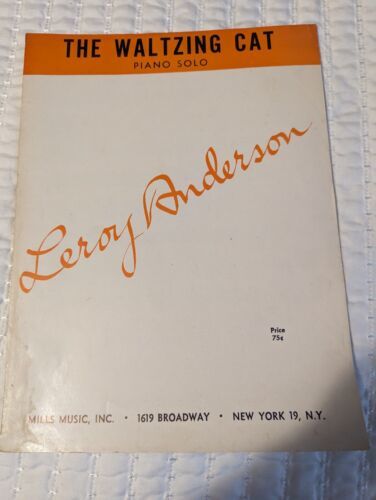 THE WALTZING CAT
PIANO SOLO
Leroy Anderson
Price
75¢
MILLS MUSIC, INC. • 1619 BROADWAY • NEW YORK 19, N.Y.